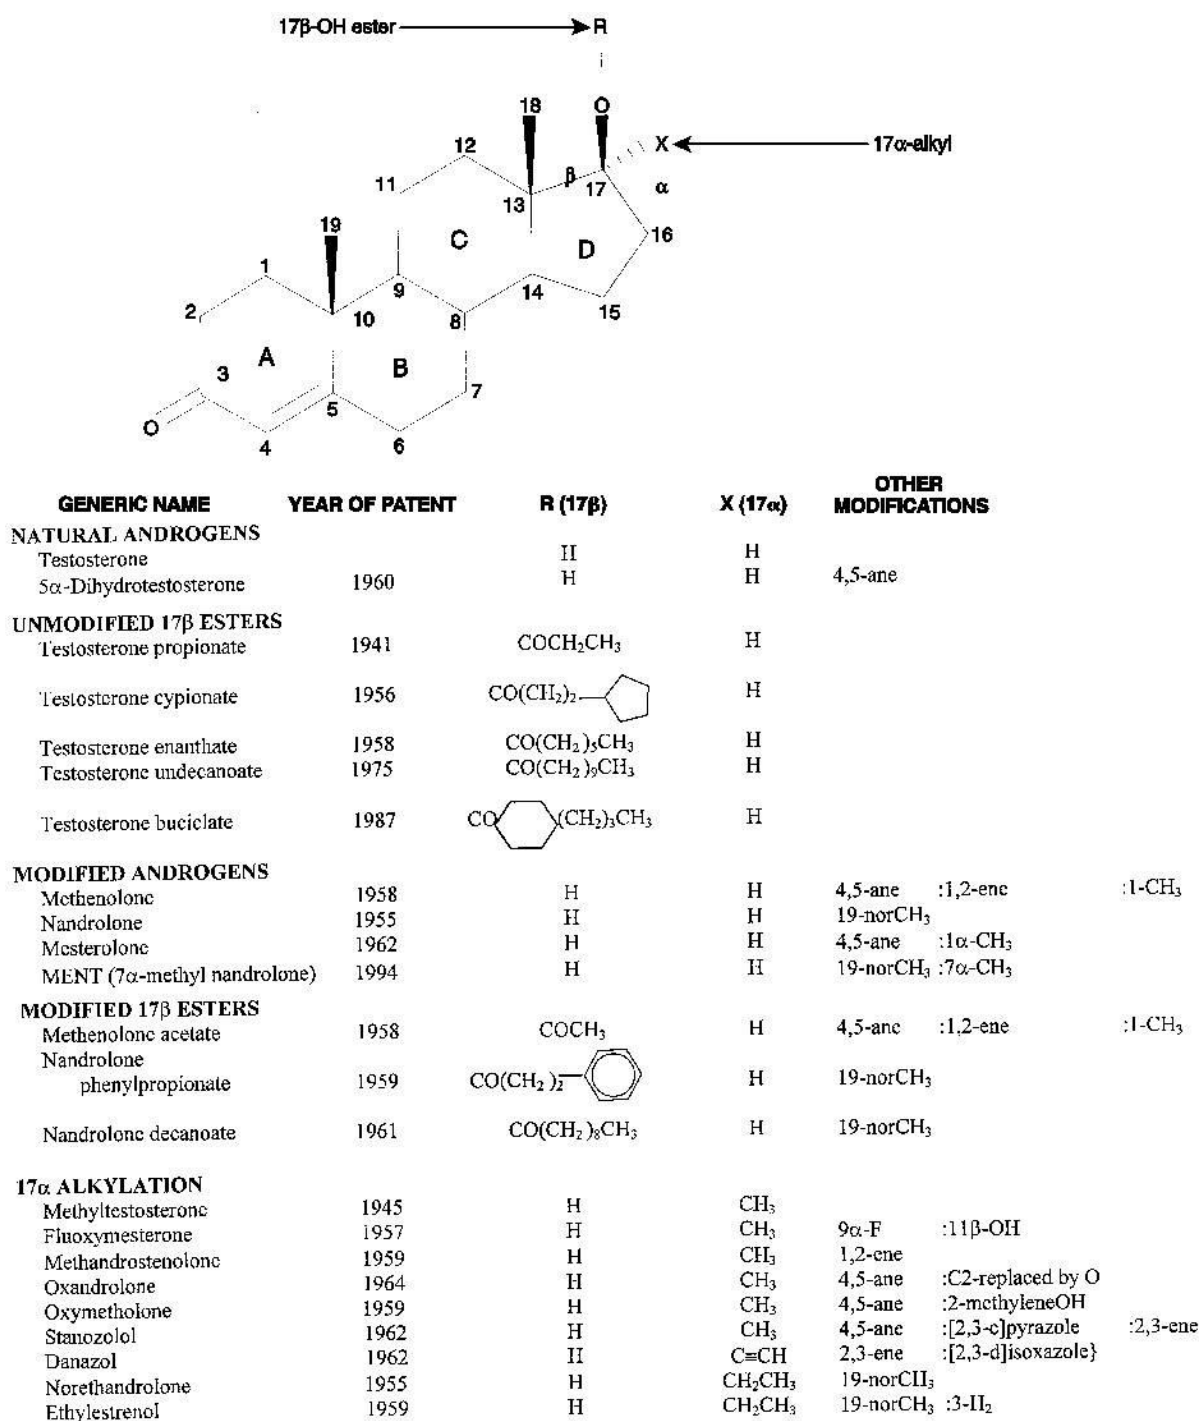 17β-OH ester R
18 O
X 17α-alkyl
12
β
11 17 α
13
19 16
C
D
1
9 14
2 15
10 8
A
B
3
7
5
O
4 6
GENERIC NAME YEAR OF PATENT R (17β) X (17α) OTHER MODIFICATIONS
NATURAL ANDROGENS
Testosterone H H
5α-Dihydrotestosterone 1960 H H 4,5-ane
UNMODIFIED 17β ESTERS
Testosterone propionate 1941 COCH₂CH₃ H
Testosterone cypionate 1956 CO(CH₂)₂ H
Testosterone enanthate 1958 CO(CH₂)₅CH₃ H
Testosterone undecanoate 1975 CO(CH₂)₉CH₃ H
Testosterone buciclate 1987 CO (CH₂)₃CH₃ H
MODIFIED ANDROGENS
Methenolone 1958 H H 4,5-ane :1,2-ene :1-CH₃
Nandrolone 1955 H H 19-norCH₃
Mesterolone 1962 H H 4,5-ane :1α-CH₃
MENT (7α-methyl nandrolone) 1994 H H 19-norCH₃ :7α-CH₃
MODIFIED 17β ESTERS
Methenolone acetate 1958 COCH₃ H 4,5-ane :1,2-ene :1-CH₃
Nandrolone
phenylpropionate 1959 CO(CH₂)₂ H 19-norCH₃
Nandrolone decanoate 1961 CO(CH₂)₈CH₃ H 19-norCH₃
17α ALKYLATION
Methyltestosterone 1945 H CH₃
Fluoxymesterone 1957 H CH₃ 9α-F :11β-OH
Methandrostenolone 1959 H CH₃ 1,2-ene
Oxandrolone 1964 H CH₃ 4,5-ane :C2-replaced by O
Oxymetholone 1959 H CH₃ 4,5-ane :2-methyleneOH
Stanozolol 1962 H CH₃ 4,5-ane :[2,3-c]pyrazole :2,3-ene
Danazol 1962 H C≡CH 2,3-ene :[2,3-d]isoxazole}
Norethandrolone 1955 H CH₂CH₃ 19-norCH₃
Ethylestrenol 1959 H CH₂CH₃ 19-norCH₃ :3-H₂